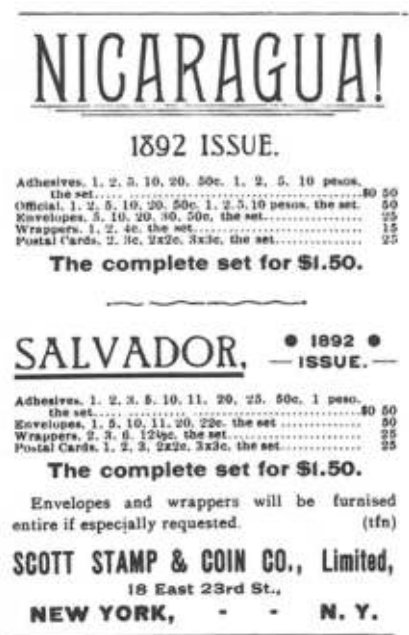 NICARAGUA!
1892 ISSUE.
Adhesives, 1, 2, 5, 10, 20, 50c, 1, 2, 5, 10 pesos,
the set..............................................$0 50
Official, 1, 2, 5, 10, 20, 50c, 1, 2, 5, 10 pesos, the set. 50
Envelopes, 5, 10, 20, 30, 50c, the set............... 25
Wrappers, 1, 2, 4c, the set............................ 15
Postal Cards, 2, 3c, 2x2c, 3x3c, the set............... 25
The complete set for $1.50.
SALVADOR, • 1892 •
— ISSUE. —
Adhesives, 1, 2, 3, 5, 10, 11, 20, 25, 50c, 1 peso,
the set..... ........... ..............................$0 50
Envelopes, 1, 5, 10, 11, 20, 22c, the set .............. 50
Wrappers, 2, 3, 6, 12½c, the set....................... 25
Postal Cards, 1, 2, 3, 2x2c, 3x3c, the set............. 25
The complete set for $1.50.
Envelopes and wrappers will be furnised
entire if especially requested. (tfn)
SCOTT STAMP & COIN CO., Limited,
18 East 23rd St.,
NEW YORK, - - N. Y.